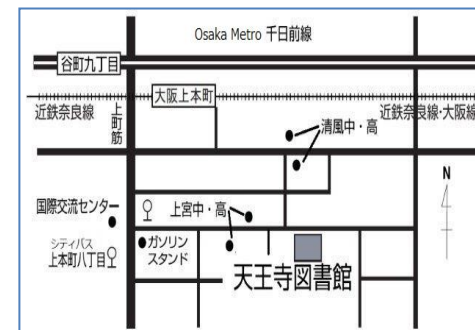 Osaka Metro 千日前線
谷町九丁目
大阪上本町
近鉄奈良線
近鉄奈良線・大阪線
上町筋
清風中・高
N
国際交流センター
上宮中・高
シティバス
上本町八丁目
ガソリン
スタンド
天王寺図書館